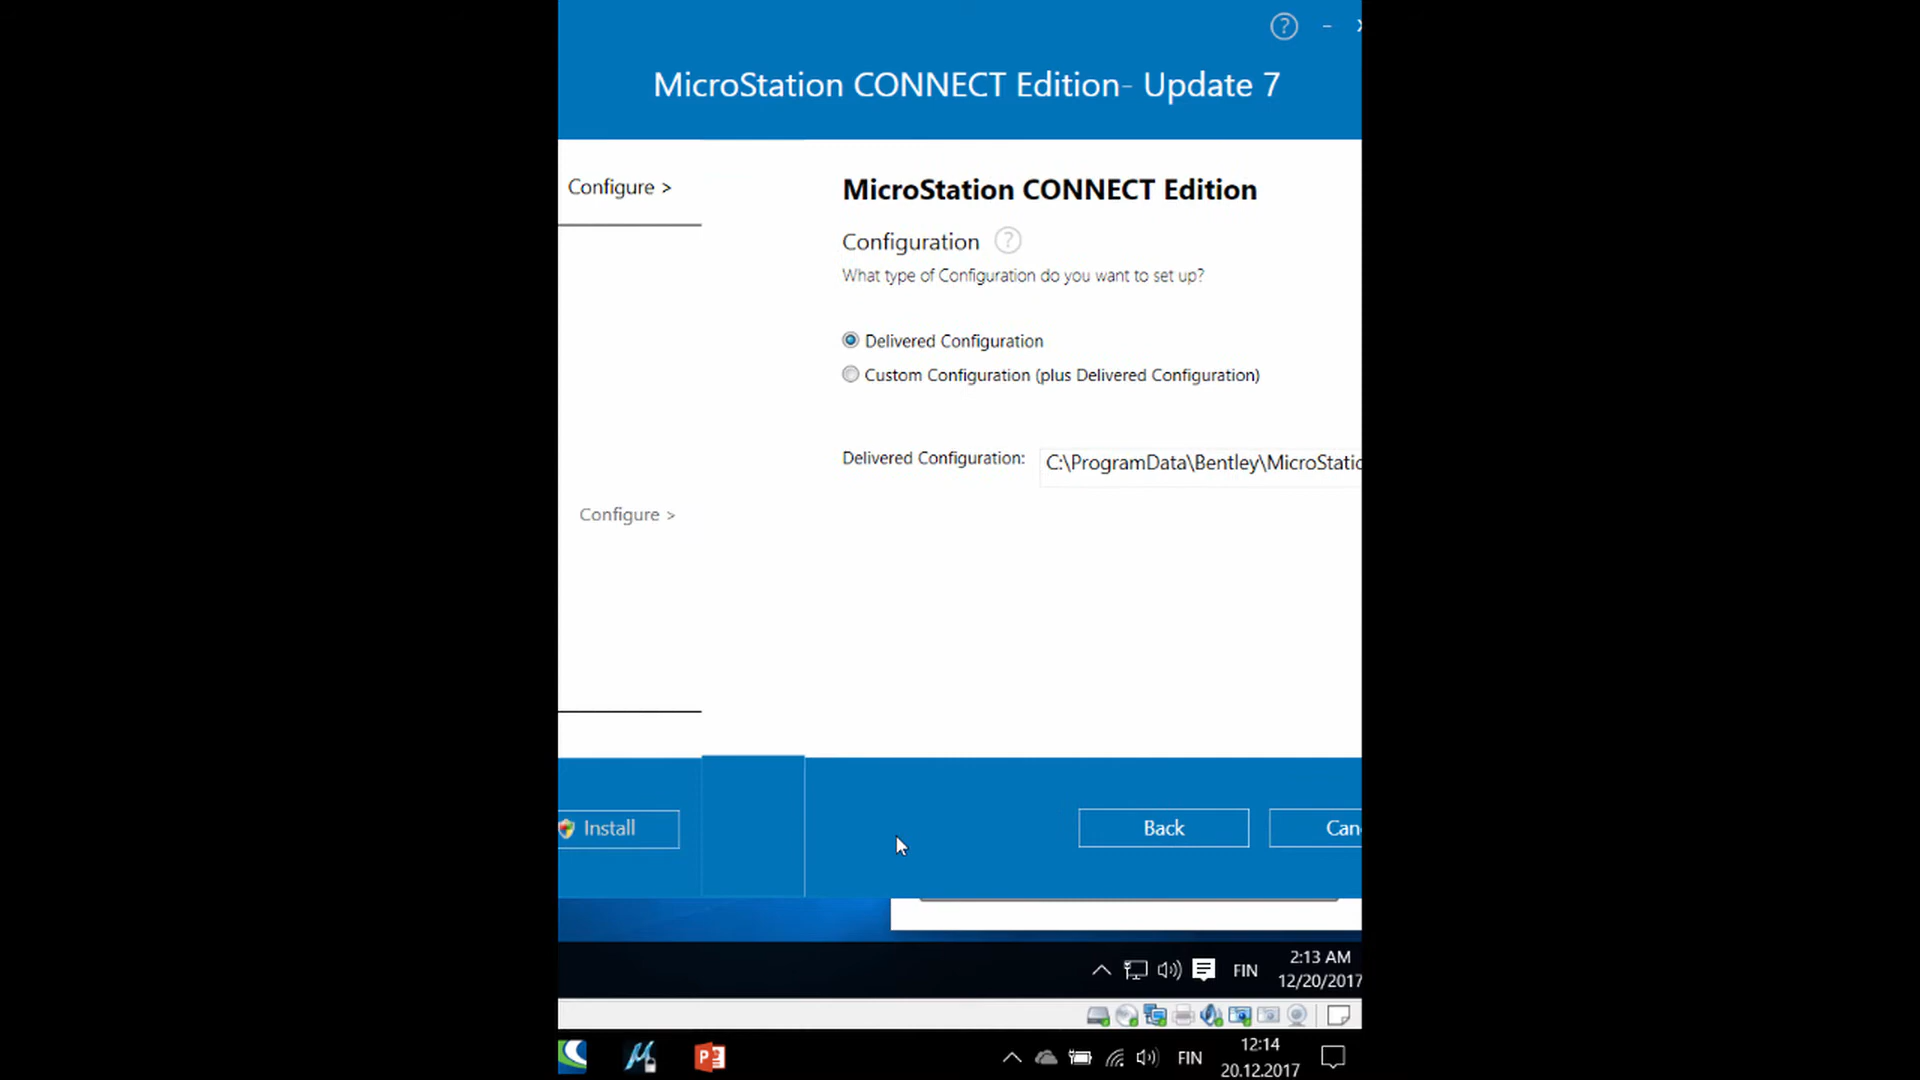 MicroStation CONNECT Edition- Update 7
Configure >
MicroStation CONNECT Edition
Configuration ?
What type of Configuration do you want to set up?
Delivered Configuration
Custom Configuration (plus Delivered Configuration)
Delivered Configuration: C:\ProgramData\Bentley\MicroStatio
Configure >
Install
Back
Can
FIN
2:13 AM
12/20/2017
FIN
12:14
20.12.2017